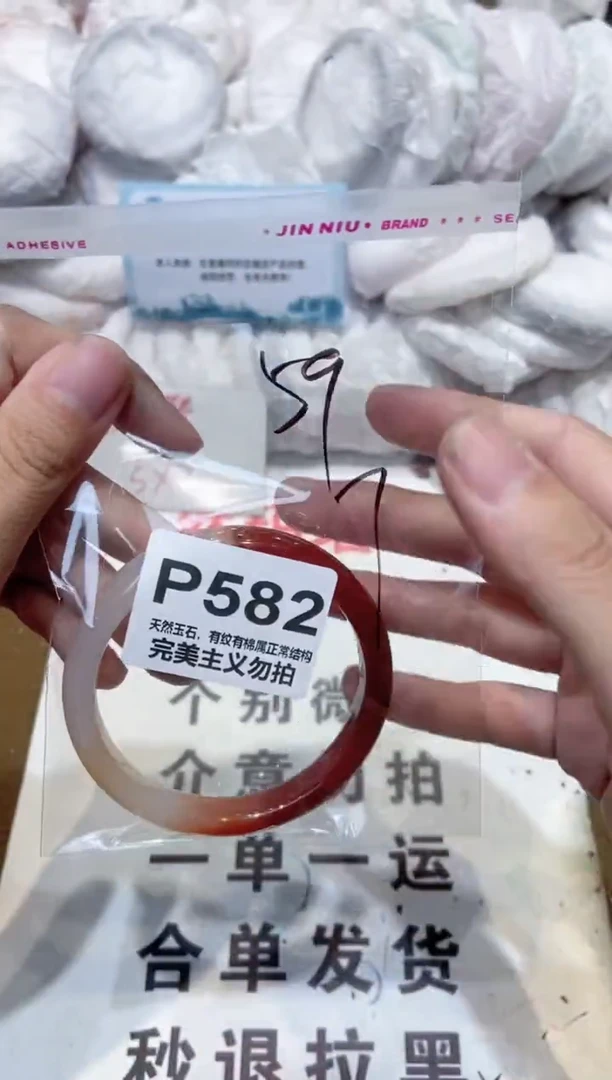 ADHESIVE
• JIN NIU • BRAND • • • SE
59
7
P582
天然玉石,有纹有棉属正常结构
完美主义勿拍
个别微
介意勿拍
一单一运
合单发货
秒退拉黑